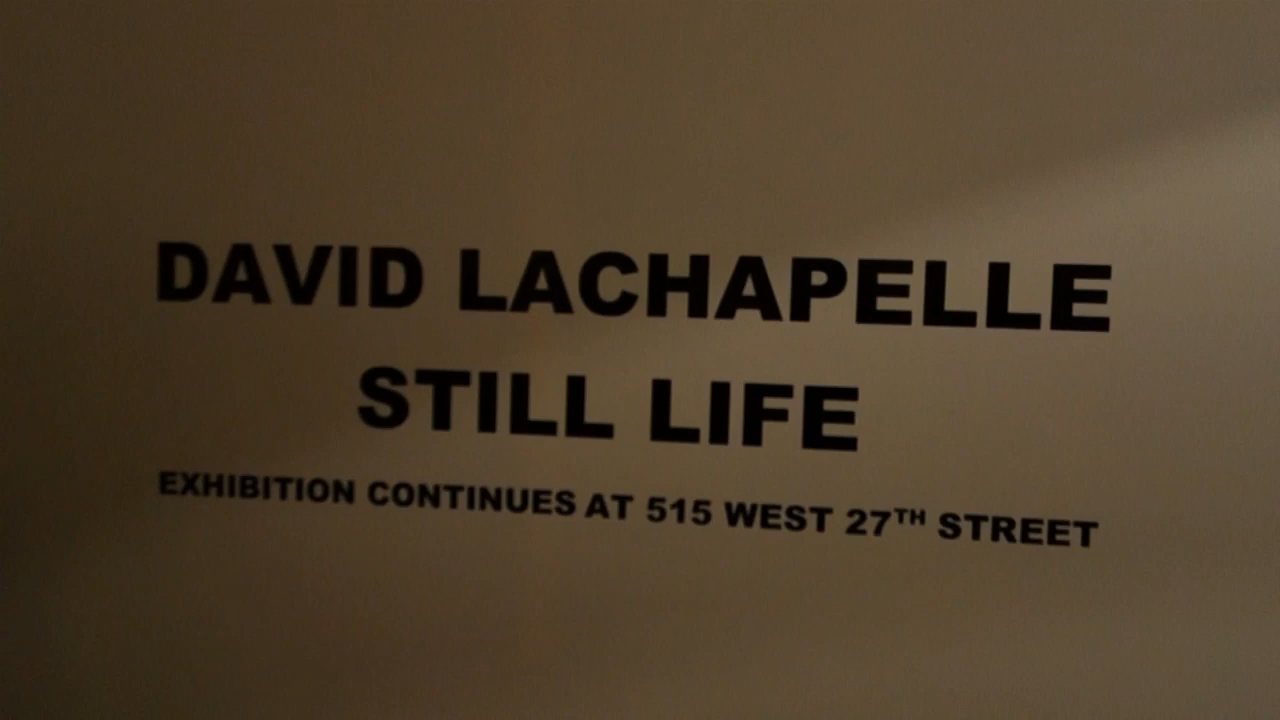 DAVID LACHAPELLE
STILL LIFE
EXHIBITION CONTINUES AT 515 WEST 27TH STREET